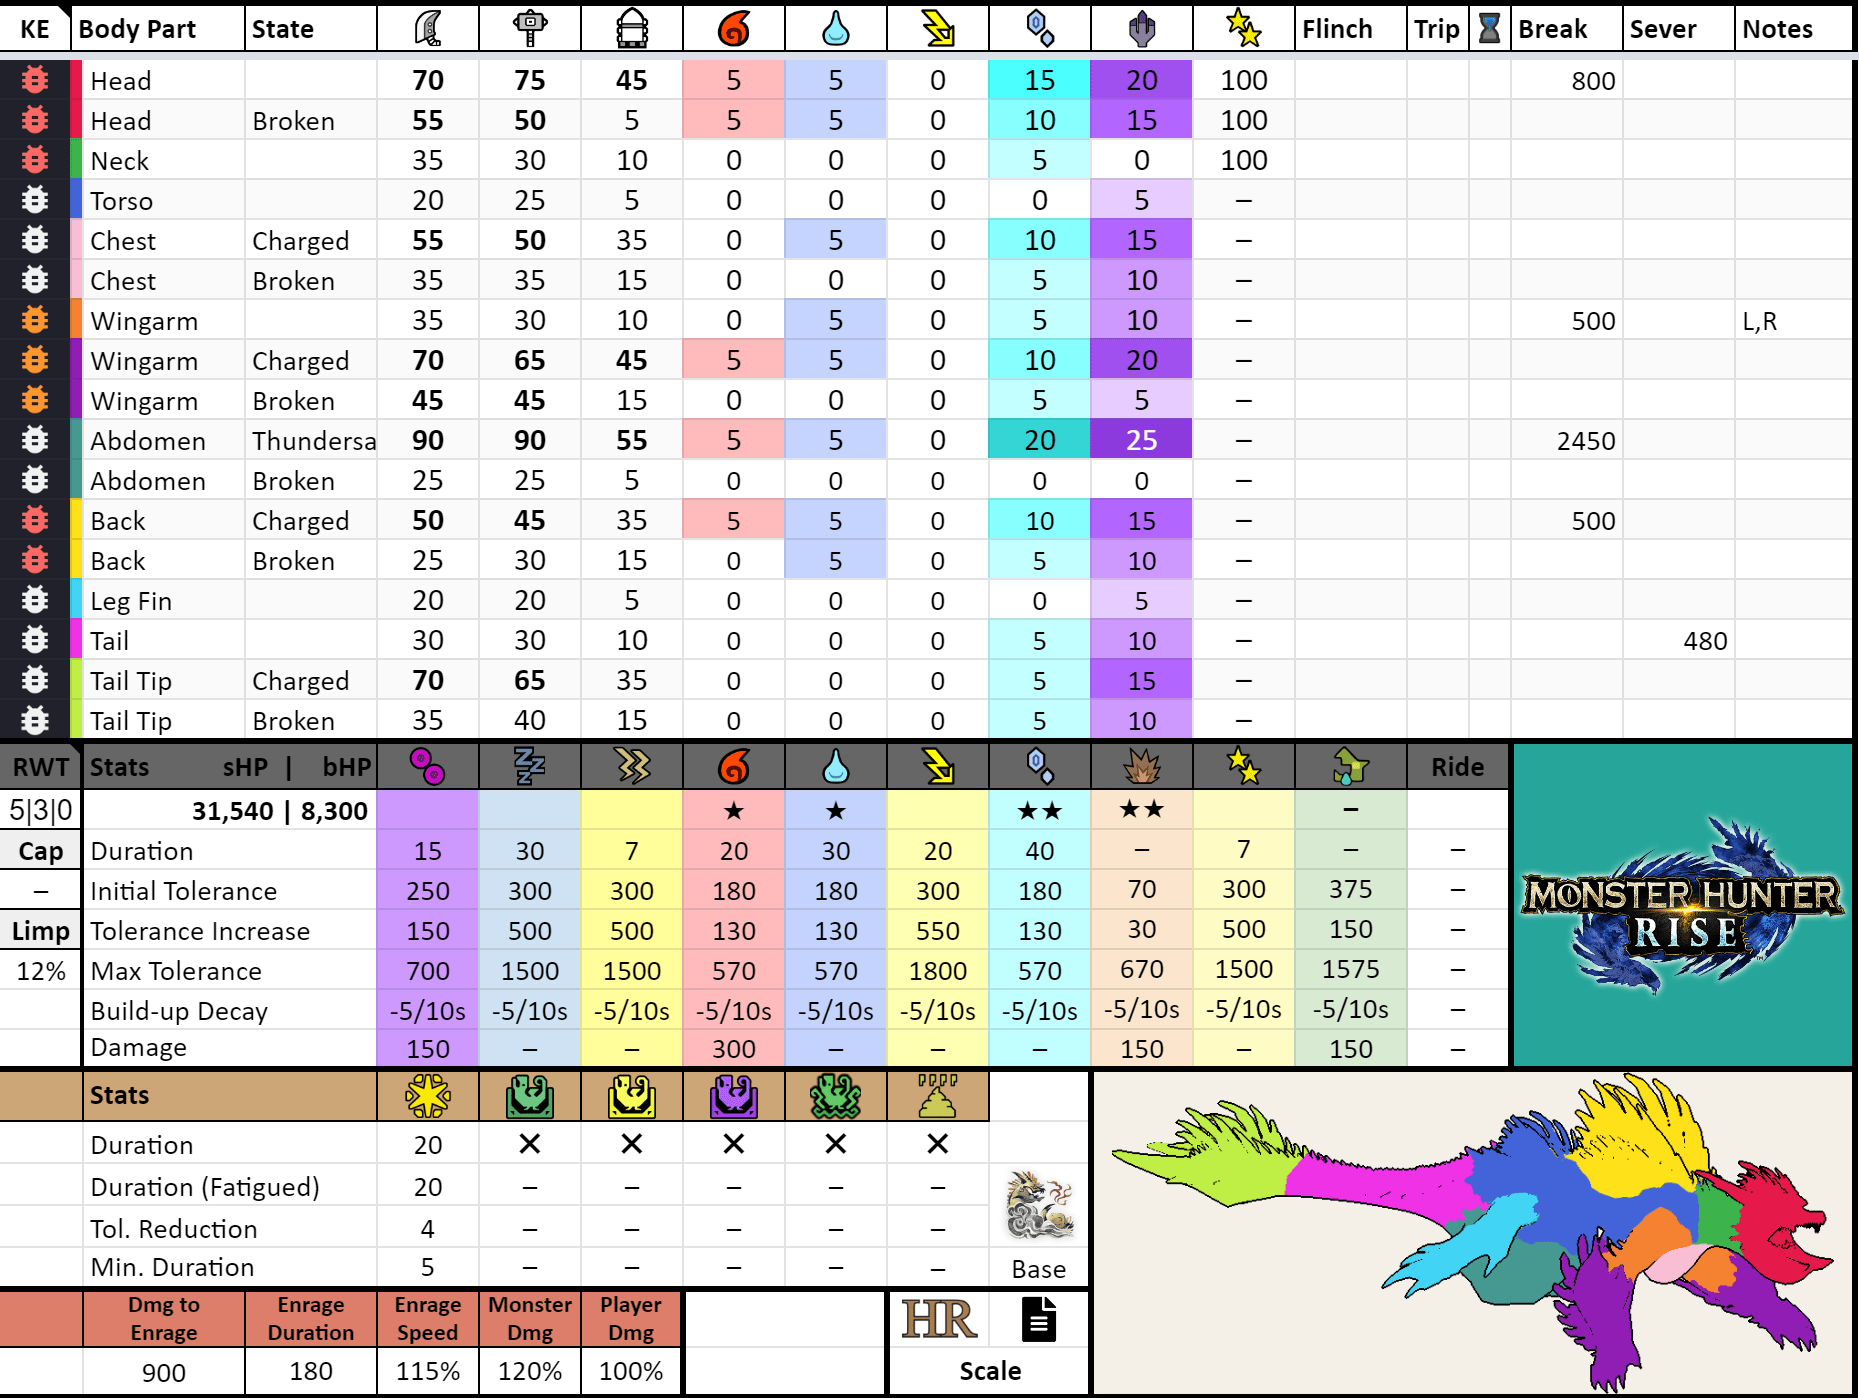 KE Body Part State Flinch Trip Break Sever Notes
Head 70 75 45 5 5 0 15 20 100 800
Head Broken 55 50 5 5 5 0 10 15 100
Neck 35 30 10 0 0 0 5 0 100
Torso 20 25 5 0 0 0 0 5 –
Chest Charged 55 50 35 0 5 0 10 15 –
Chest Broken 35 35 15 0 0 0 5 10 –
Wingarm 35 30 10 0 5 0 5 10 – 500 L,R
Wingarm Charged 70 65 45 5 5 0 10 20 –
Wingarm Broken 45 45 15 0 0 0 5 5 –
Abdomen Thundersa 90 90 55 5 5 0 20 25 – 2450
Abdomen Broken 25 25 5 0 0 0 0 0 –
Back Charged 50 45 35 5 5 0 10 15 – 500
Back Broken 25 30 15 0 5 0 5 10 –
Leg Fin 20 20 5 0 0 0 0 5 –
Tail 30 30 10 0 0 0 5 10 – 480
Tail Tip Charged 70 65 35 0 0 0 5 15 –
Tail Tip Broken 35 40 15 0 0 0 5 10 –
RWT Stats sHP | bHP Ride
5|3|0 31,540 | 8,300 ★ ★ ★★ ★★ –
Cap Duration 15 30 7 20 30 20 40 – 7 – –
– Initial Tolerance 250 300 300 180 180 300 180 70 300 375 –
Limp Tolerance Increase 150 500 500 130 130 550 130 30 500 150 –
12% Max Tolerance 700 1500 1500 570 570 1800 570 670 1500 1575 –
Build-up Decay -5/10s -5/10s -5/10s -5/10s -5/10s -5/10s -5/10s -5/10s -5/10s -5/10s –
Damage 150 – – 300 – – – 150 – 150 –
MONSTER HUNTER
RISE
Stats
Duration 20 ✕ ✕ ✕ ✕ ✕
Duration (Fatigued) 20 – – – – –
Tol. Reduction 4 – – – – –
Min. Duration 5 – – – – –
Base
Dmg to Enrage Enrage Monster Player
Enrage Duration Speed Dmg Dmg
HR
900 180 115% 120% 100%
Scale